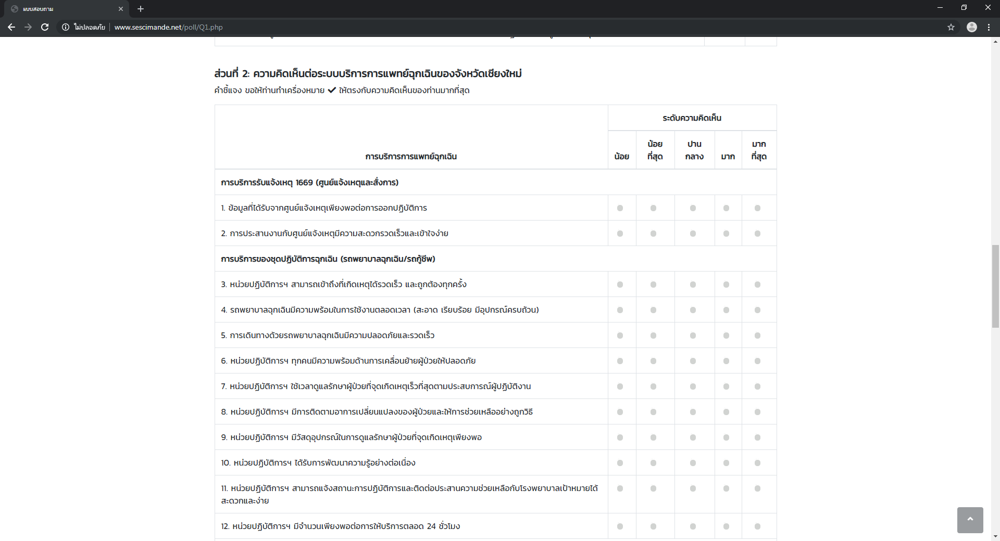 แบบสอบถาม
ไม่ปลอดภัย www.sescimande.net/poll/Q1.php
ส่วนที่ 2: ความคิดเห็นต่อระบบบริการการแพทย์ฉุกเฉินของจังหวัดเชียงใหม่
คำชี้แจง ขอให้ท่านทำเครื่องหมาย ✔ ให้ตรงกับความคิดเห็นของท่านมากที่สุด
การบริการการแพทย์ฉุกเฉิน
ระดับความคิดเห็น
น้อย
น้อย
ที่สุด
ปาน
กลาง
มาก
มาก
ที่สุด
การบริการรับแจ้งเหตุ 1669 (ศูนย์แจ้งเหตุและสั่งการ)
1. ข้อมูลที่ได้รับจากศูนย์แจ้งเหตุเพียงพอต่อการออกปฏิบัติการ
2. การประสานงานกับศูนย์แจ้งเหตุมีความสะดวกรวดเร็วและเข้าใจง่าย
การบริการของชุดปฏิบัติการฉุกเฉิน (รถพยาบาลฉุกเฉิน/รถกู้ชีพ)
3. หน่วยปฏิบัติการฯ สามารถเข้าถึงที่เกิดเหตุได้รวดเร็ว และถูกต้องทุกครั้ง
4. รถพยาบาลฉุกเฉินมีความพร้อมในการใช้งานตลอดเวลา (สะอาด เรียบร้อย มีอุปกรณ์ครบถ้วน)
5. การเดินทางด้วยรถพยาบาลฉุกเฉินมีความปลอดภัยและรวดเร็ว
6. หน่วยปฏิบัติการฯ ทุกคนมีความพร้อมด้านการเคลื่อนย้ายผู้ป่วยให้ปลอดภัย
7. หน่วยปฏิบัติการฯ ใช้เวลาดูแลรักษาผู้ป่วยที่จุดเกิดเหตุเร็วที่สุดตามประสบการณ์ผู้ปฏิบัติงาน
8. หน่วยปฏิบัติการฯ มีการติดตามอาการเปลี่ยนแปลงของผู้ป่วยและให้การช่วยเหลืออย่างถูกวิธี
9. หน่วยปฏิบัติการฯ มีวัสดุอุปกรณ์ในการดูแลรักษาผู้ป่วยที่จุดเกิดเหตุเพียงพอ
10. หน่วยปฏิบัติการฯ ได้รับการพัฒนาความรู้อย่างต่อเนื่อง
11. หน่วยปฏิบัติการฯ สามารถแจ้งสถานะการปฏิบัติการและติดต่อประสานความช่วยเหลือกับโรงพยาบาลเป้าหมายได้
สะดวกและง่าย
12. หน่วยปฏิบัติการฯ มีจำนวนเพียงพอต่อการให้บริการตลอด 24 ชั่วโมง